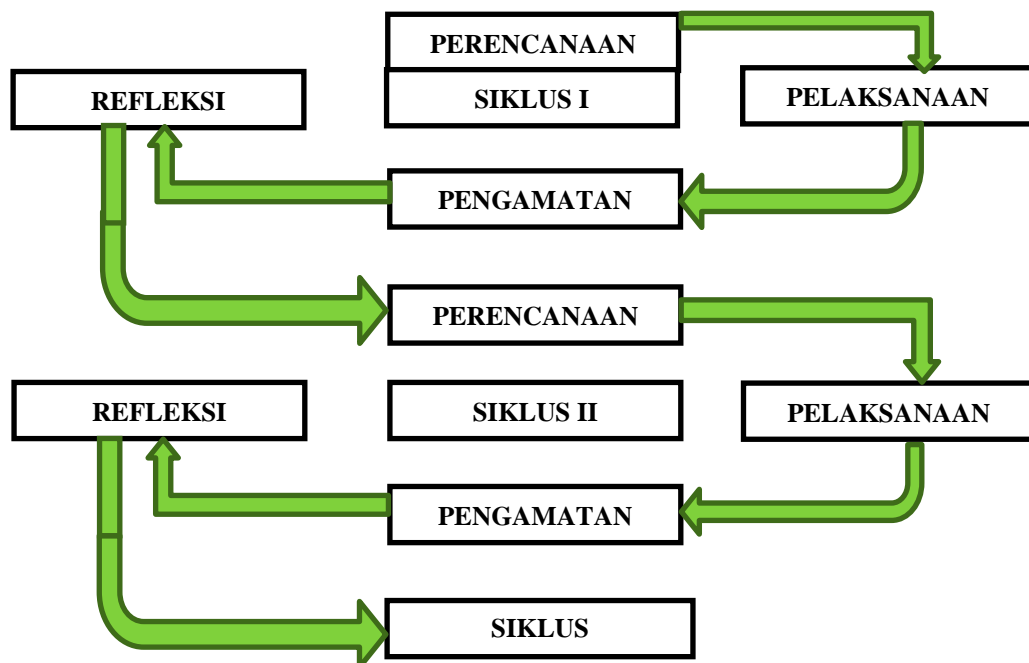 PERENCANAAN
REFLEKSI
SIKLUS I
PELAKSANAAN
PENGAMATAN
PERENCANAAN
REFLEKSI
SIKLUS II
PELAKSANAAN
PENGAMATAN
SIKLUS